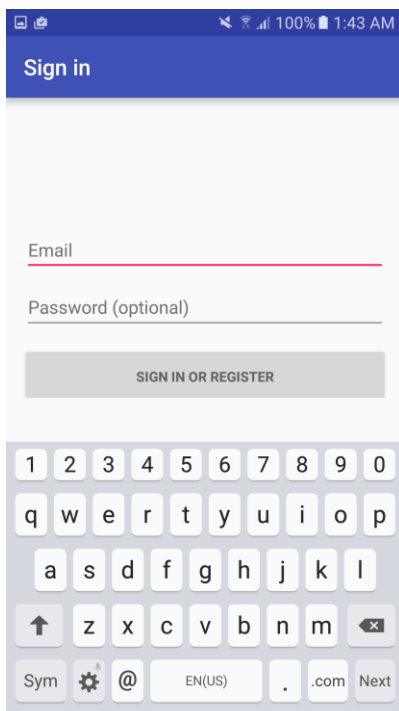 100% 1:43 AM
Sign in
Email
Password (optional)
SIGN IN OR REGISTER
1 2 3 4 5 6 7 8 9 0
q w e r t y u i o p
a s d f g h j k l
z x c v b n m
Sym @ EN(US) . .com Next